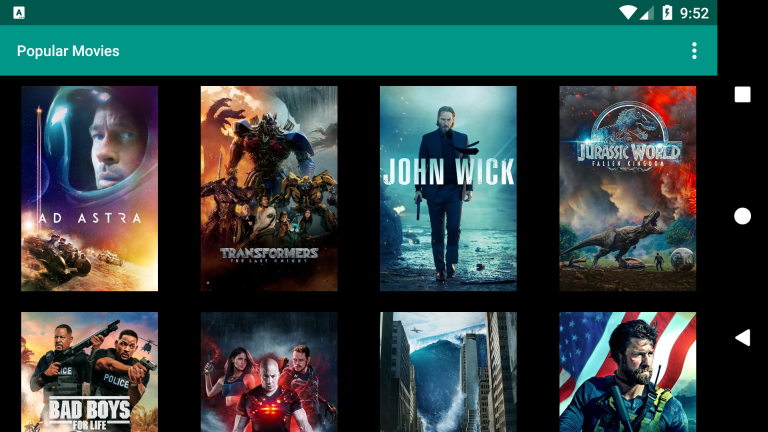 A
9:52
Popular Movies
AD ASTRA
TRANSFORMERS
THE LAST KNIGHT
JOHN WICK
JURASSIC WORLD
FALLEN KINGDOM
POLICE
POLICE
BAD BOYS
FOR LIFE